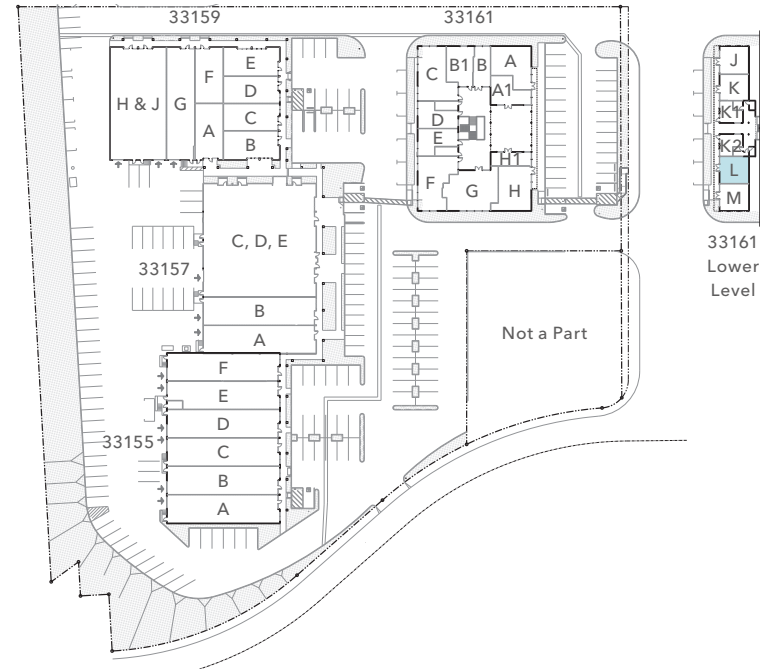 33159
H & J
G
F
A
E
D
C
B
33161
C
B1
B
A
A1
D
E
F
G
H1
H
J
K
K1
K2
L
M
33161
Lower
Level
33157
C, D, E
B
A
Not a Part
33155
F
E
D
C
B
A